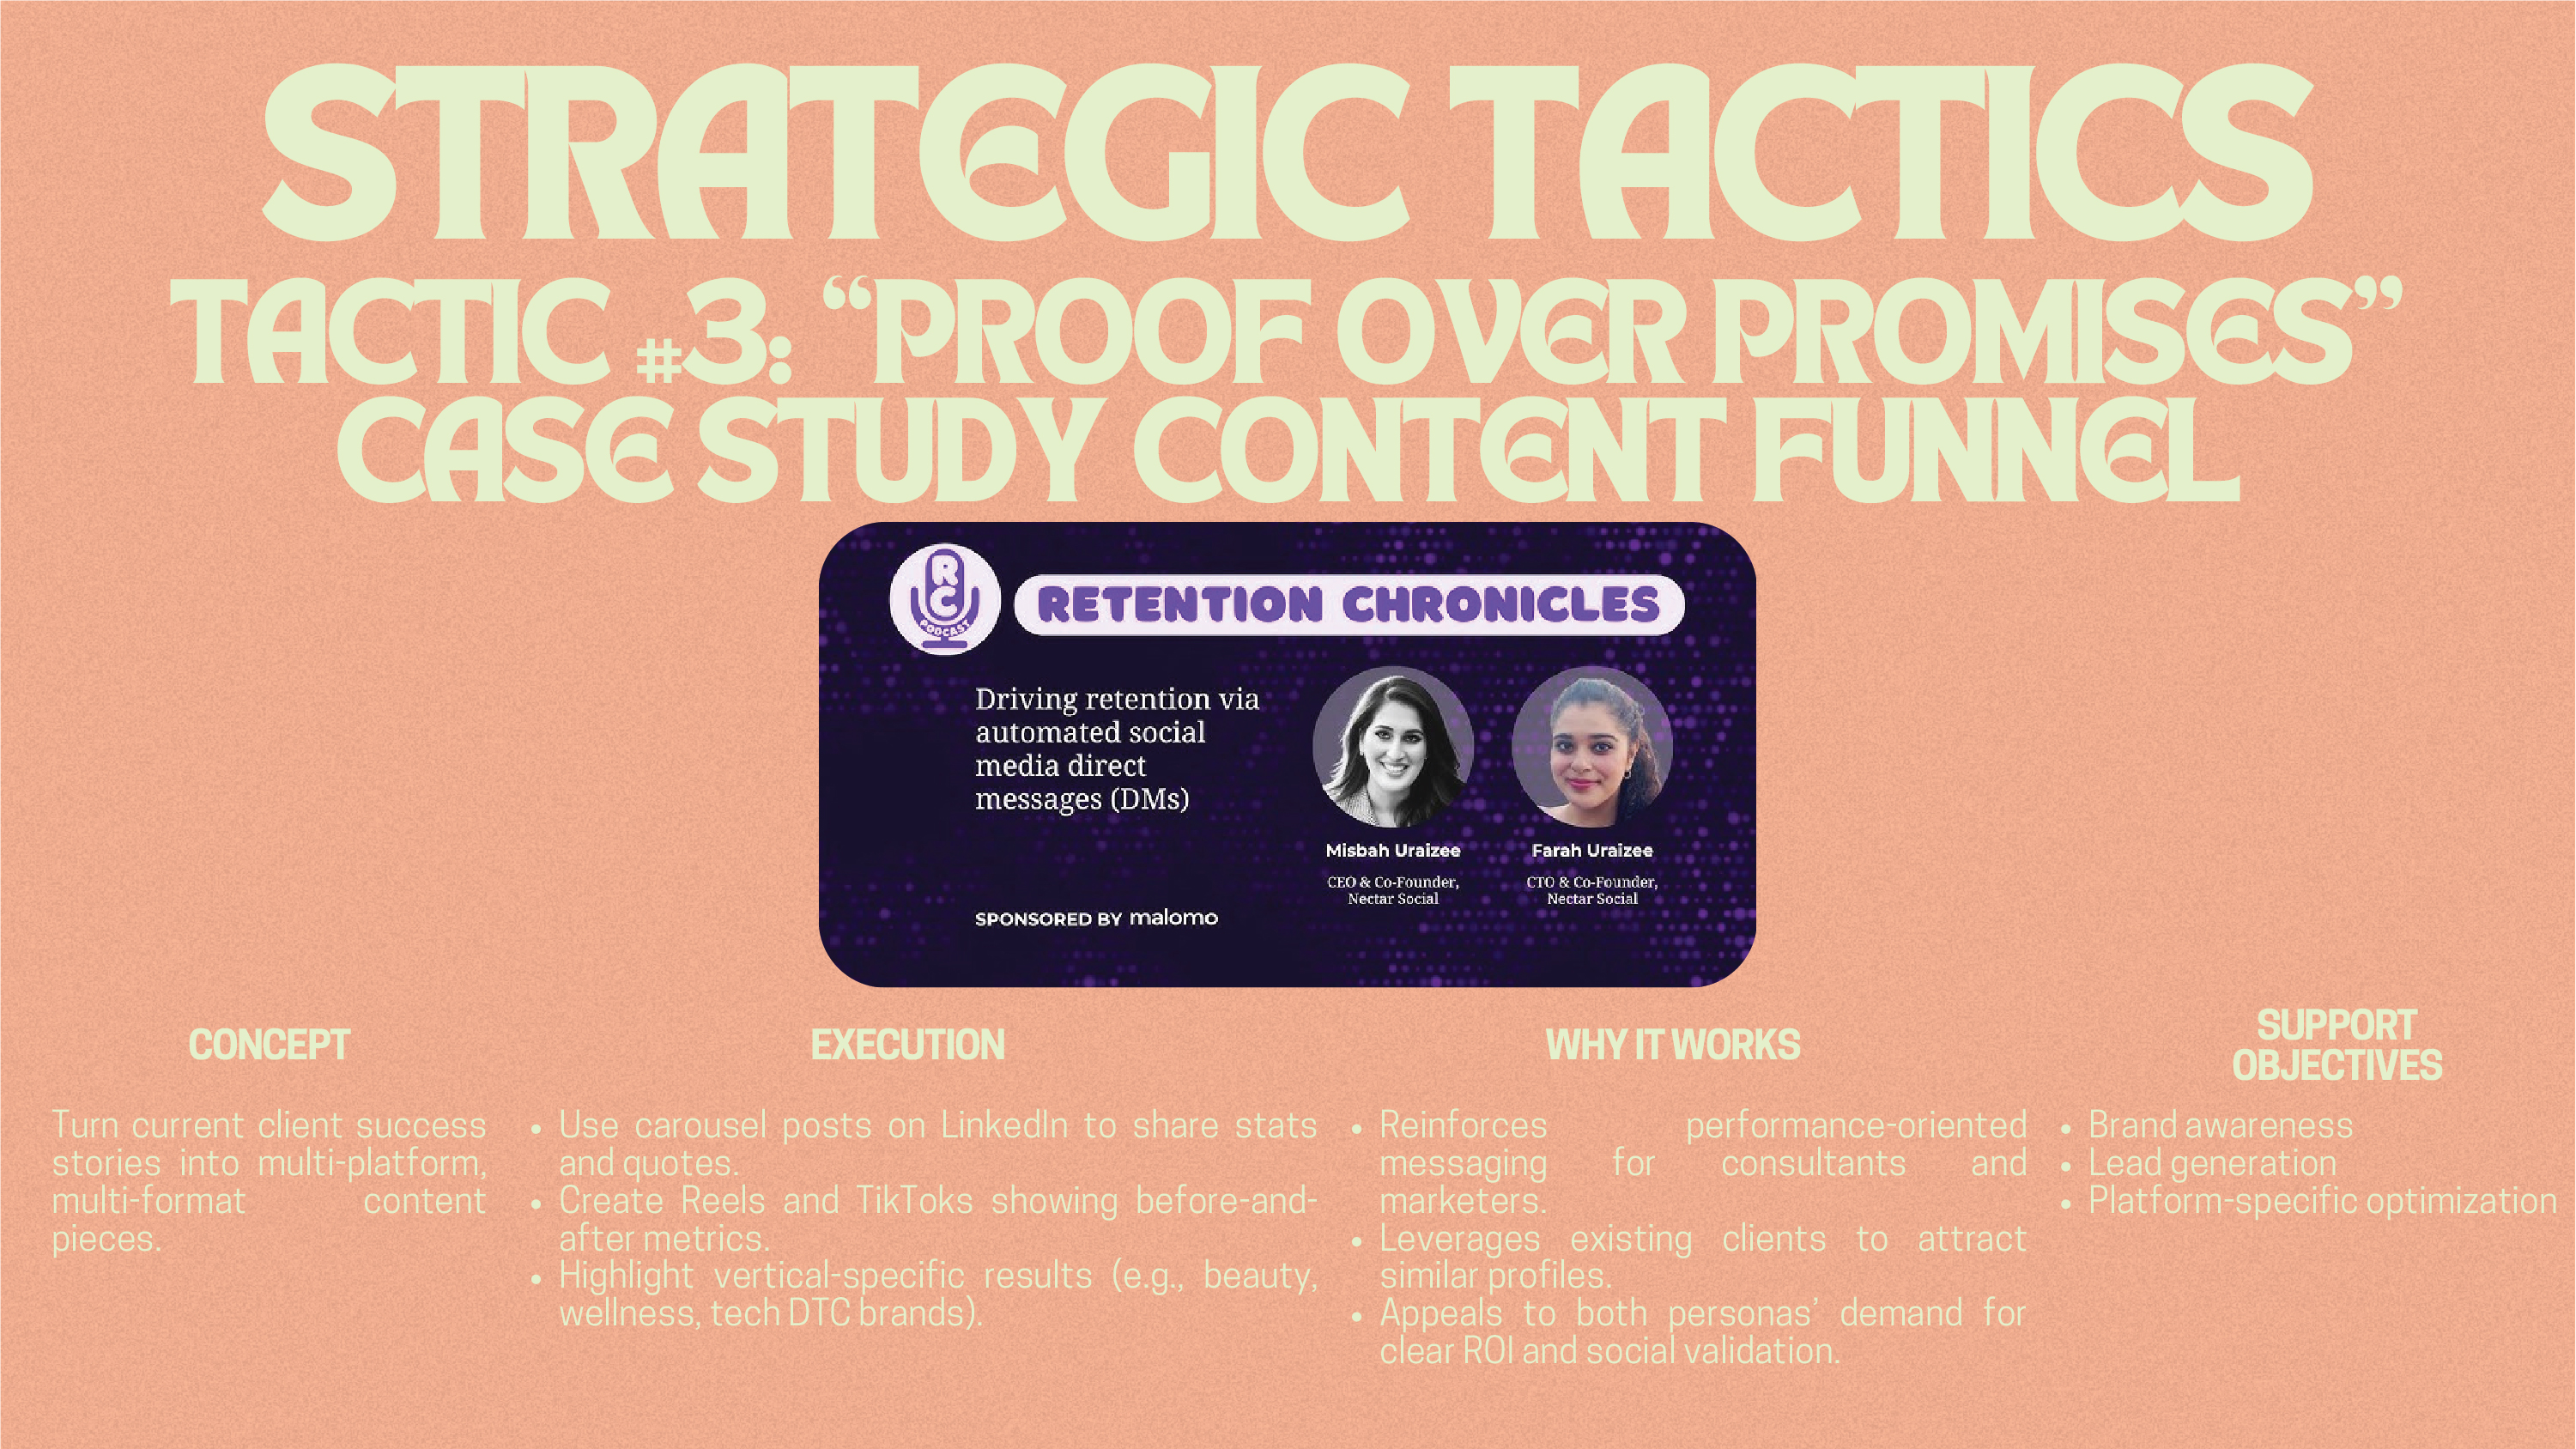 STRATEGIC TACTICS
TACTIC #3: “PROOF OVER PROMISES”
CASE STUDY CONTENT FUNNEL
RC
PODCAST
RETENTION CHRONICLES
Driving retention via
automated social
media direct
messages (DMs)
Misbah Uraizee
CEO & Co-Founder,
Nectar Social
Farah Uraizee
CTO & Co-Founder,
Nectar Social
SPONSORED BY malomo
CONCEPT
Turn current client success
stories into multi-platform,
multi-format content
pieces.
EXECUTION
• Use carousel posts on LinkedIn to share stats
and quotes.
• Create Reels and TikToks showing before-and-
after metrics.
• Highlight vertical-specific results (e.g., beauty,
wellness, tech DTC brands).
WHY IT WORKS
• Reinforces performance-oriented
messaging for consultants and
marketers.
• Leverages existing clients to attract
similar profiles.
• Appeals to both personas’ demand for
clear ROI and social validation.
SUPPORT
OBJECTIVES
• Brand awareness
• Lead generation
• Platform-specific optimization